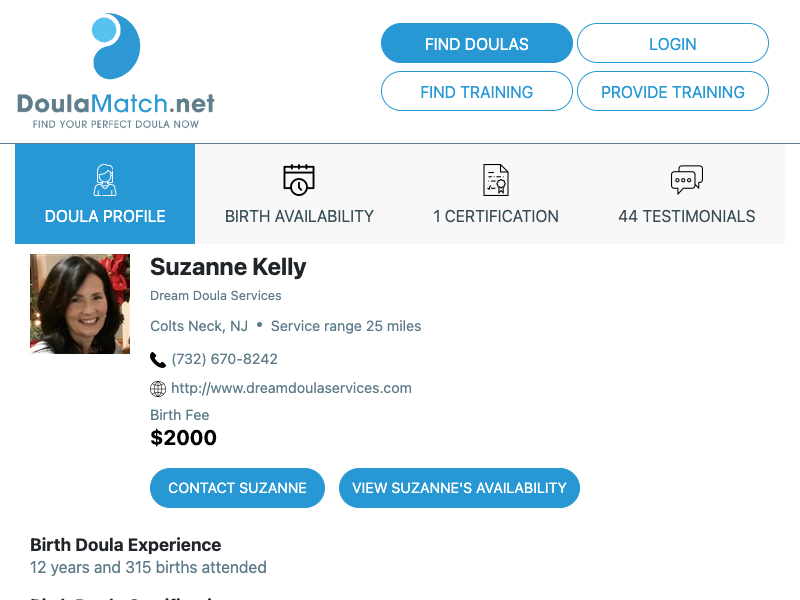 DoulaMatch.net
FIND YOUR PERFECT DOULA NOW
FIND DOULAS
LOGIN
FIND TRAINING
PROVIDE TRAINING
DOULA PROFILE
BIRTH AVAILABILITY
1 CERTIFICATION
44 TESTIMONIALS
Suzanne Kelly
Dream Doula Services
Colts Neck, NJ • Service range 25 miles
(732) 670-8242
http://www.dreamdoulaservices.com
Birth Fee
$2000
CONTACT SUZANNE
VIEW SUZANNE'S AVAILABILITY
Birth Doula Experience
12 years and 315 births attended